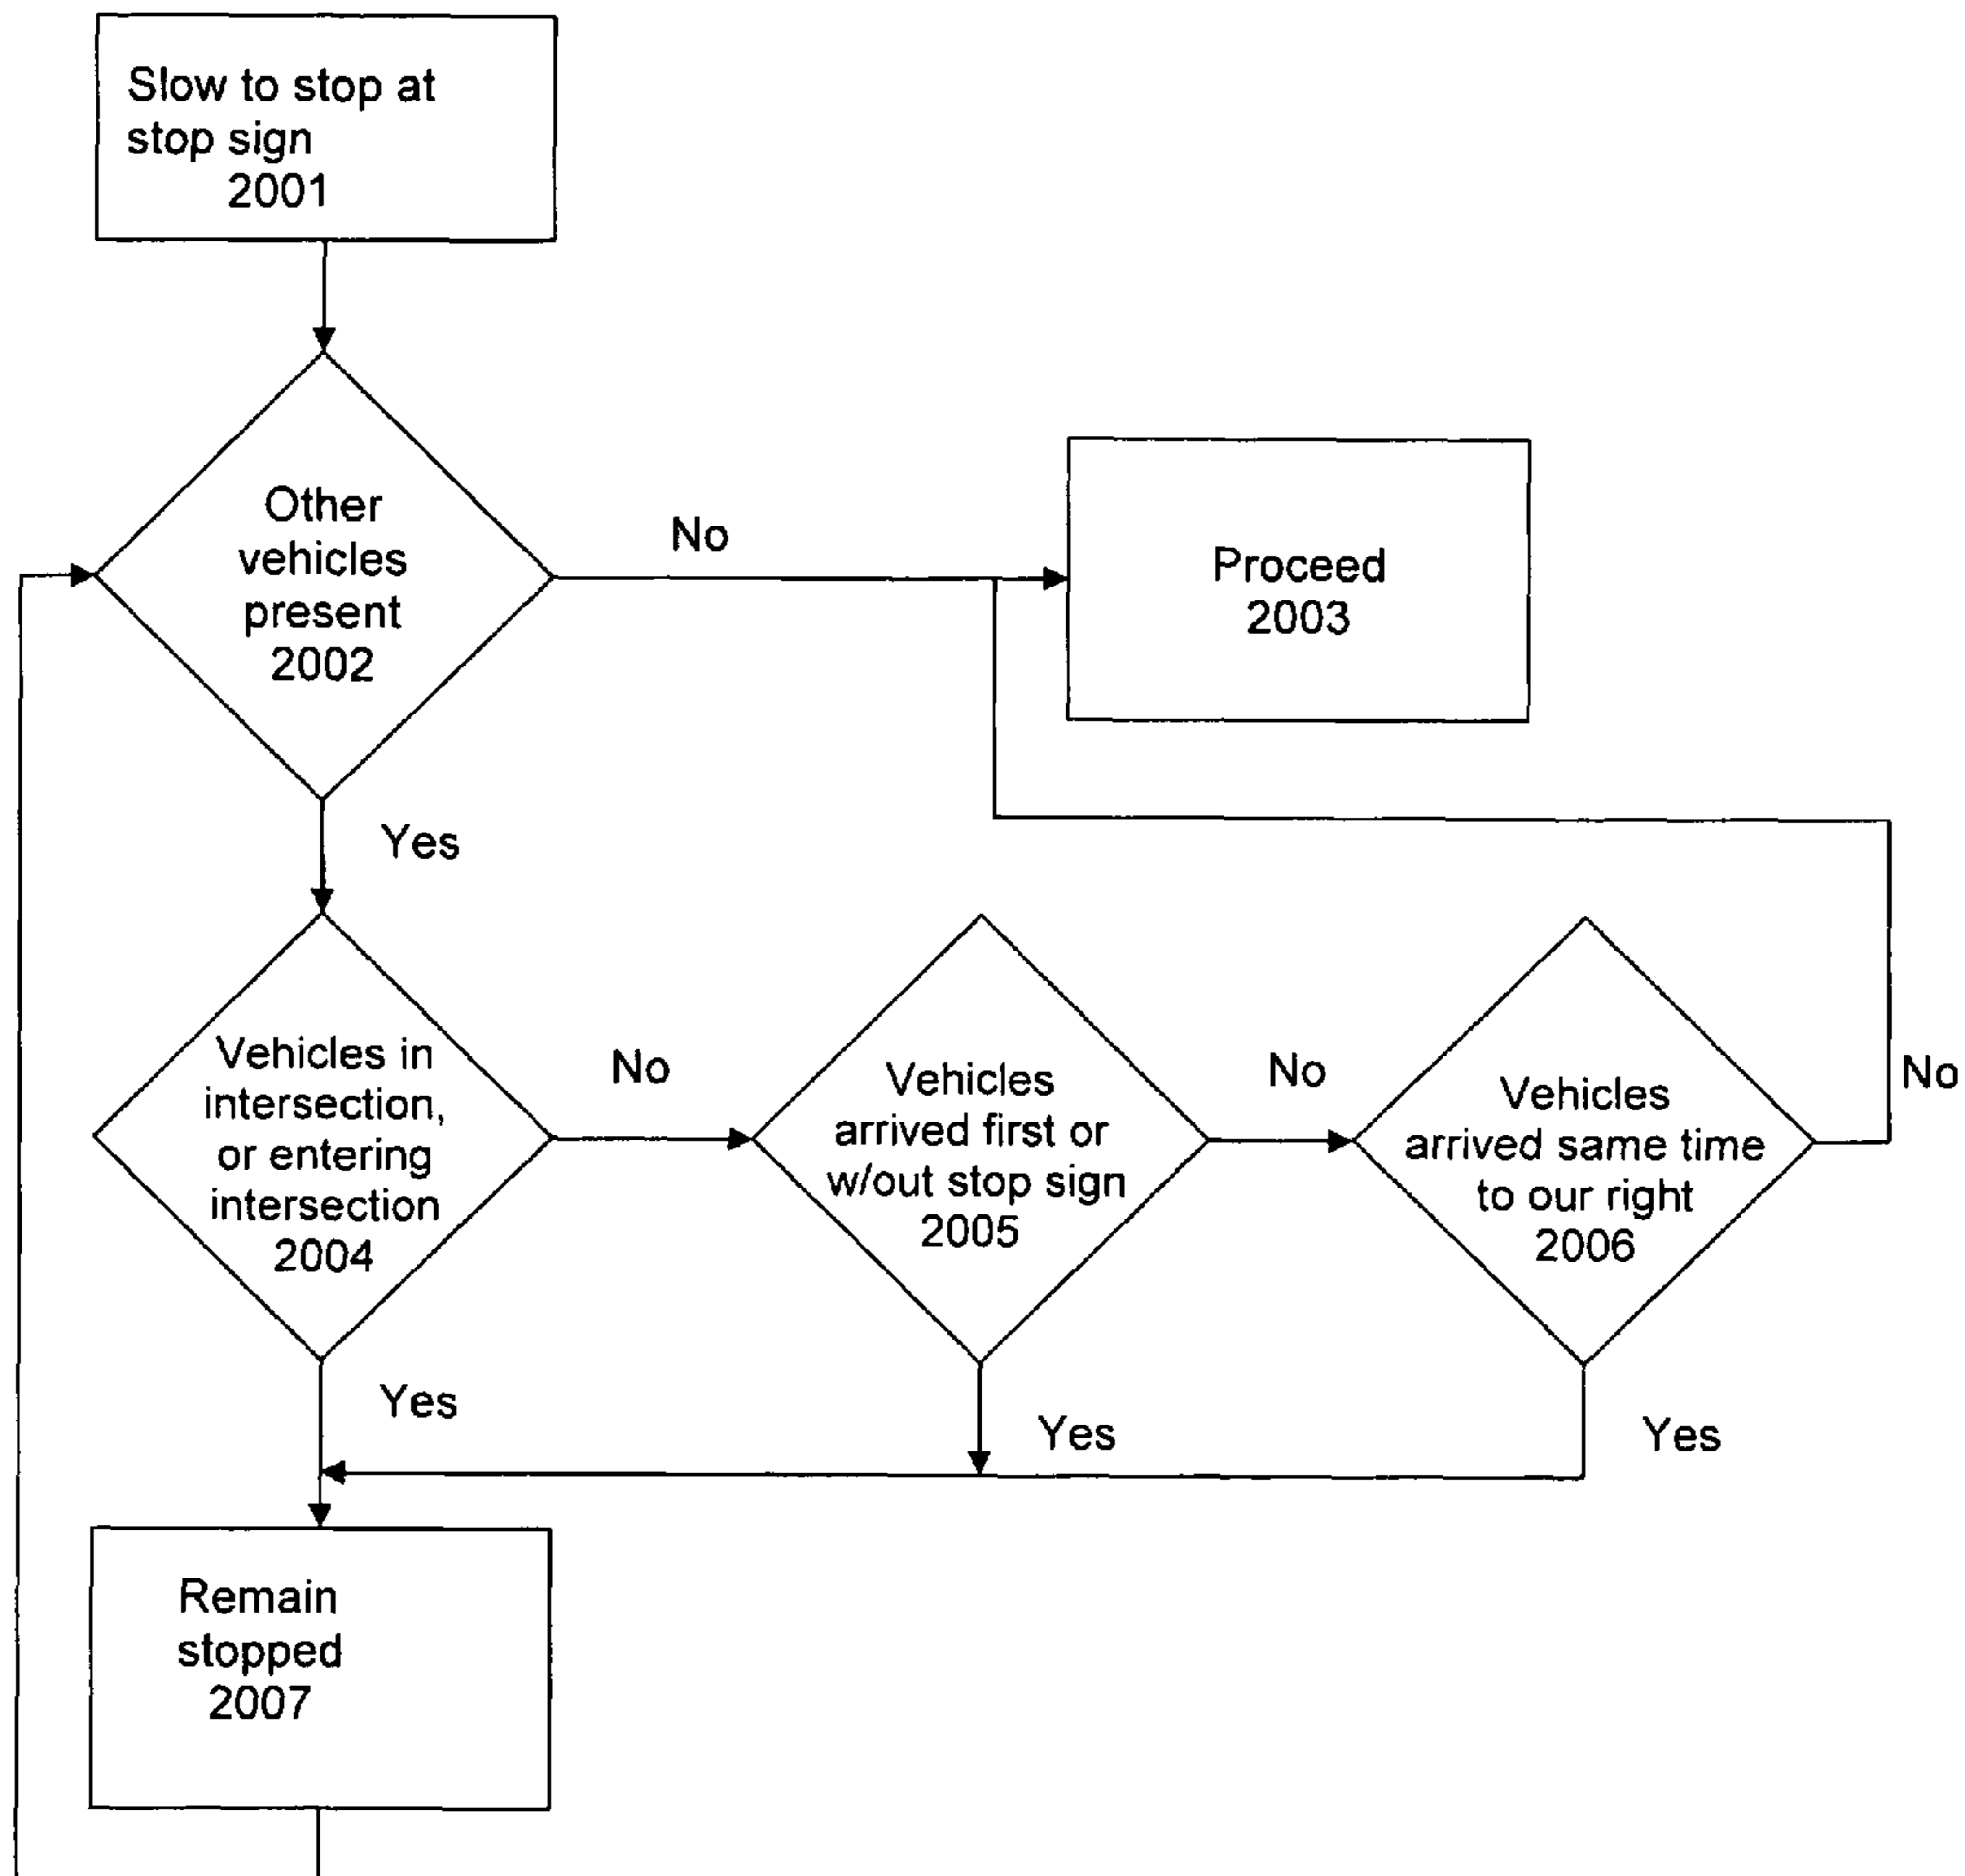 Slow to stop at
stop sign
2001
Other
vehicles
present
2002
No
Proceed
2003
Yes
Vehicles in
intersection,
or entering
intersection
2004
No
Vehicles
arrived first or
w/out stop sign
2005
No
Vehicles
arrived same time
to our right
2006
No
Yes
Yes
Yes
Remain
stopped
2007